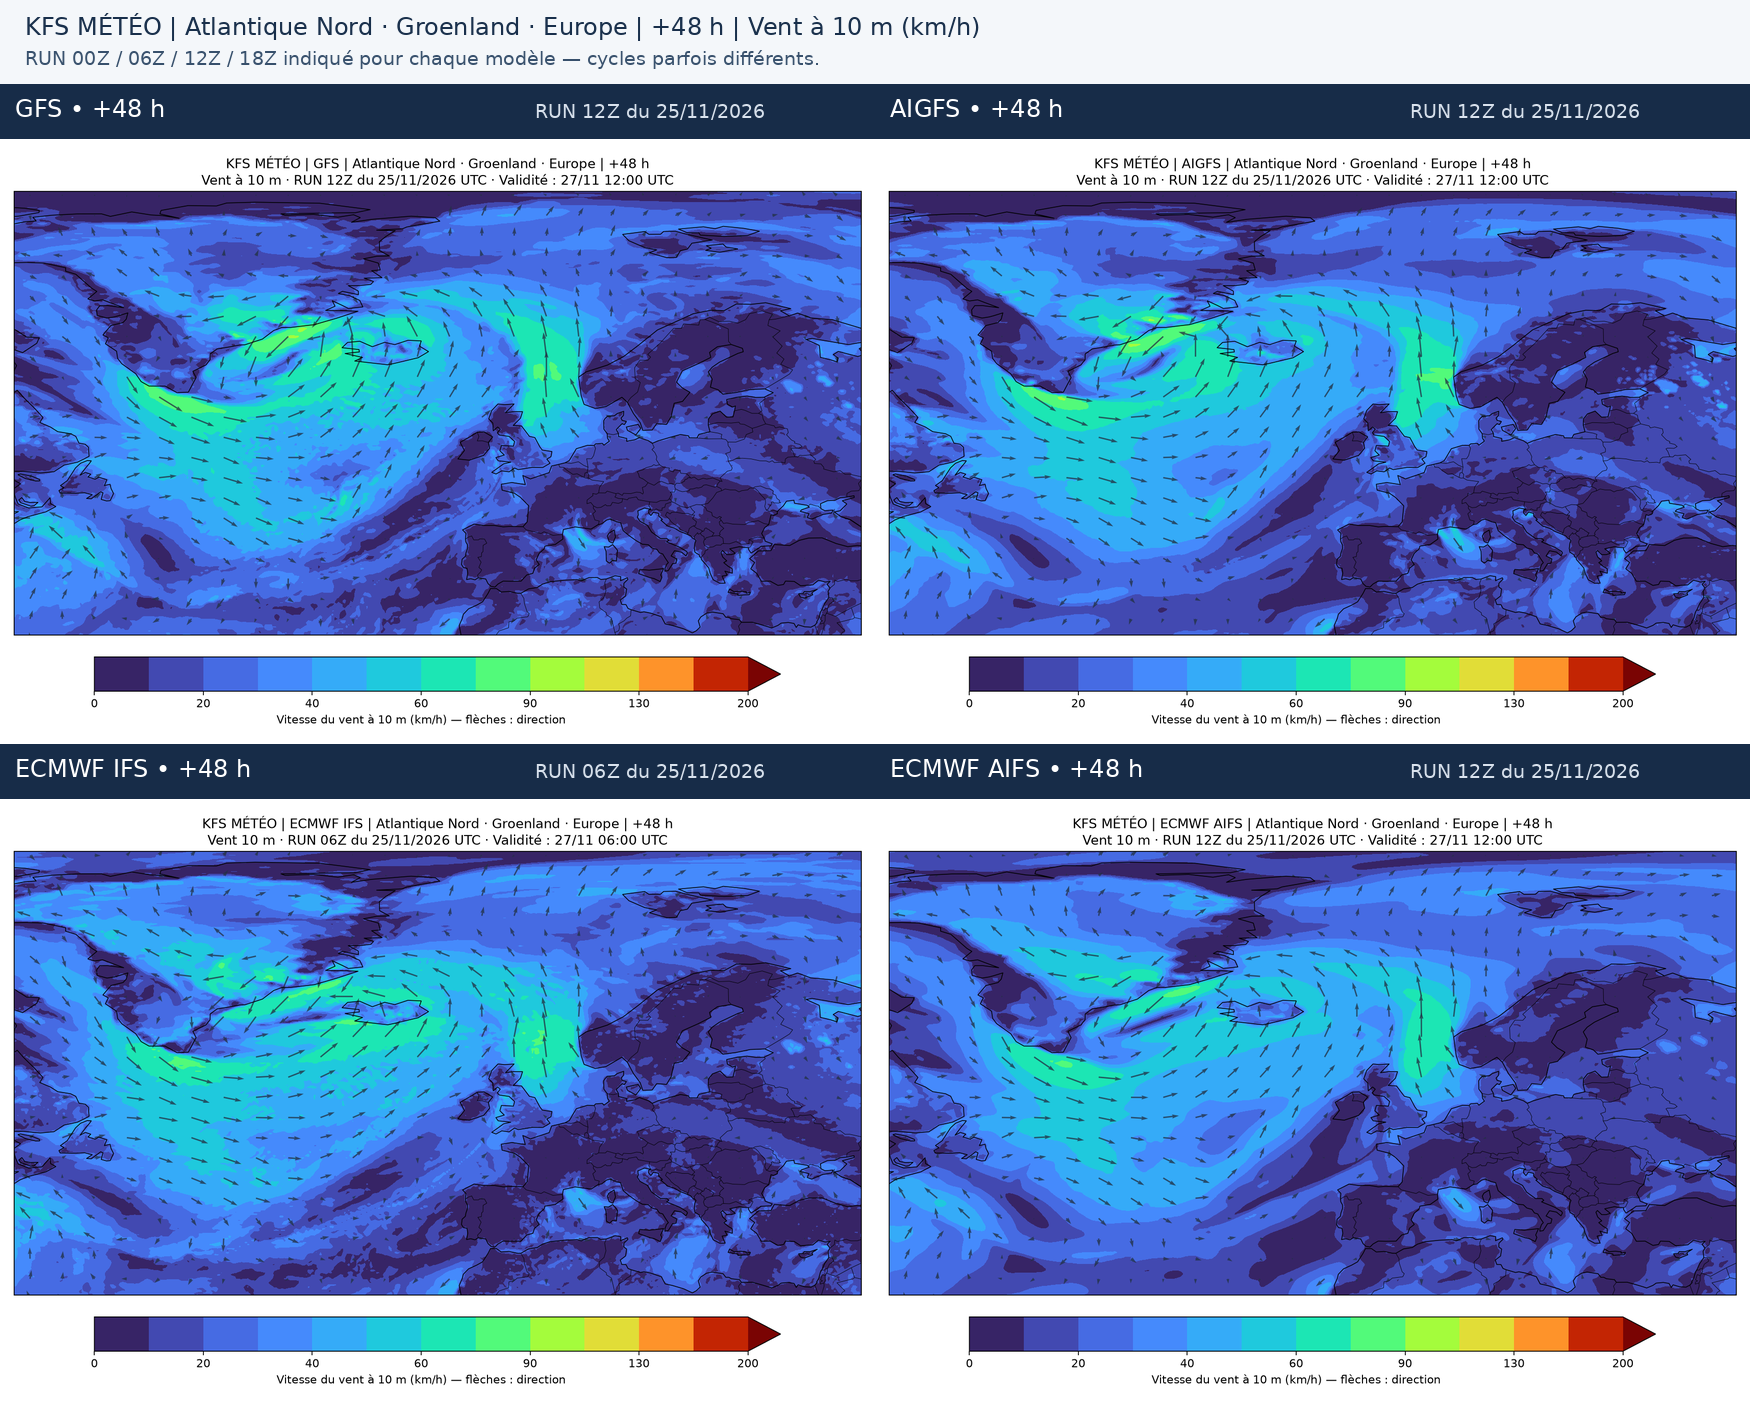 KFS MÉTÉO | Atlantique Nord · Groenland · Europe | +48 h | Vent à 10 m (km/h)
RUN 00Z / 06Z / 12Z / 18Z indiqué pour chaque modèle — cycles parfois différents.
GFS • +48 h
RUN 12Z du 25/11/2026
KFS MÉTÉO | GFS | Atlantique Nord · Groenland · Europe | +48 h
Vent à 10 m · RUN 12Z du 25/11/2026 UTC · Validité : 27/11 12:00 UTC
0 20 40 60 90 130 200
Vitesse du vent à 10 m (km/h) — flèches : direction
AIGFS • +48 h
RUN 12Z du 25/11/2026
KFS MÉTÉO | AIGFS | Atlantique Nord · Groenland · Europe | +48 h
Vent à 10 m · RUN 12Z du 25/11/2026 UTC · Validité : 27/11 12:00 UTC
0 20 40 60 90 130 200
Vitesse du vent à 10 m (km/h) — flèches : direction
ECMWF IFS • +48 h
RUN 06Z du 25/11/2026
KFS MÉTÉO | ECMWF IFS | Atlantique Nord · Groenland · Europe | +48 h
Vent 10 m · RUN 06Z du 25/11/2026 UTC · Validité : 27/11 06:00 UTC
0 20 40 60 90 130 200
Vitesse du vent à 10 m (km/h) — flèches : direction
ECMWF AIFS • +48 h
RUN 12Z du 25/11/2026
KFS MÉTÉO | ECMWF AIFS | Atlantique Nord · Groenland · Europe | +48 h
Vent 10 m · RUN 12Z du 25/11/2026 UTC · Validité : 27/11 12:00 UTC
0 20 40 60 90 130 200
Vitesse du vent à 10 m (km/h) — flèches : direction